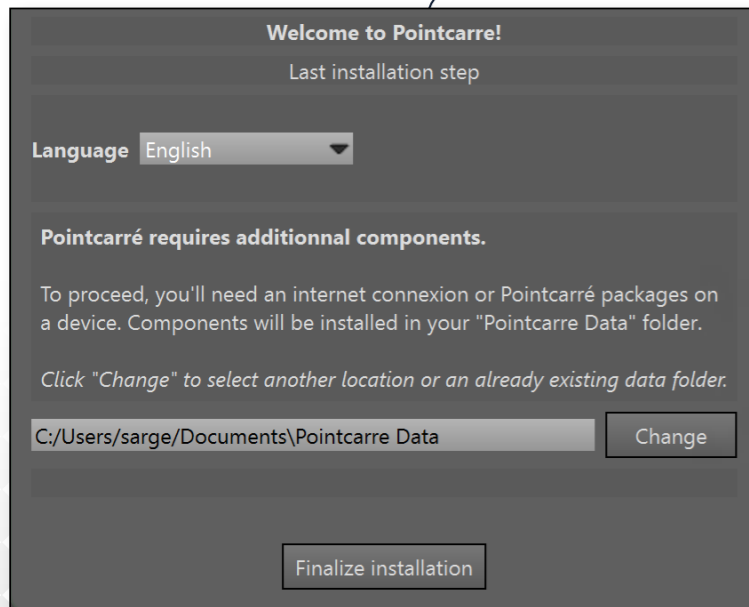 Welcome to Pointcarre!
Last installation step
Language English
Pointcarré requires additionnal components.
To proceed, you'll need an internet connexion or Pointcarré packages on
a device. Components will be installed in your "Pointcarre Data" folder.
Click "Change" to select another location or an already existing data folder.
C:/Users/sarge/Documents\Pointcarre Data Change
Finalize installation